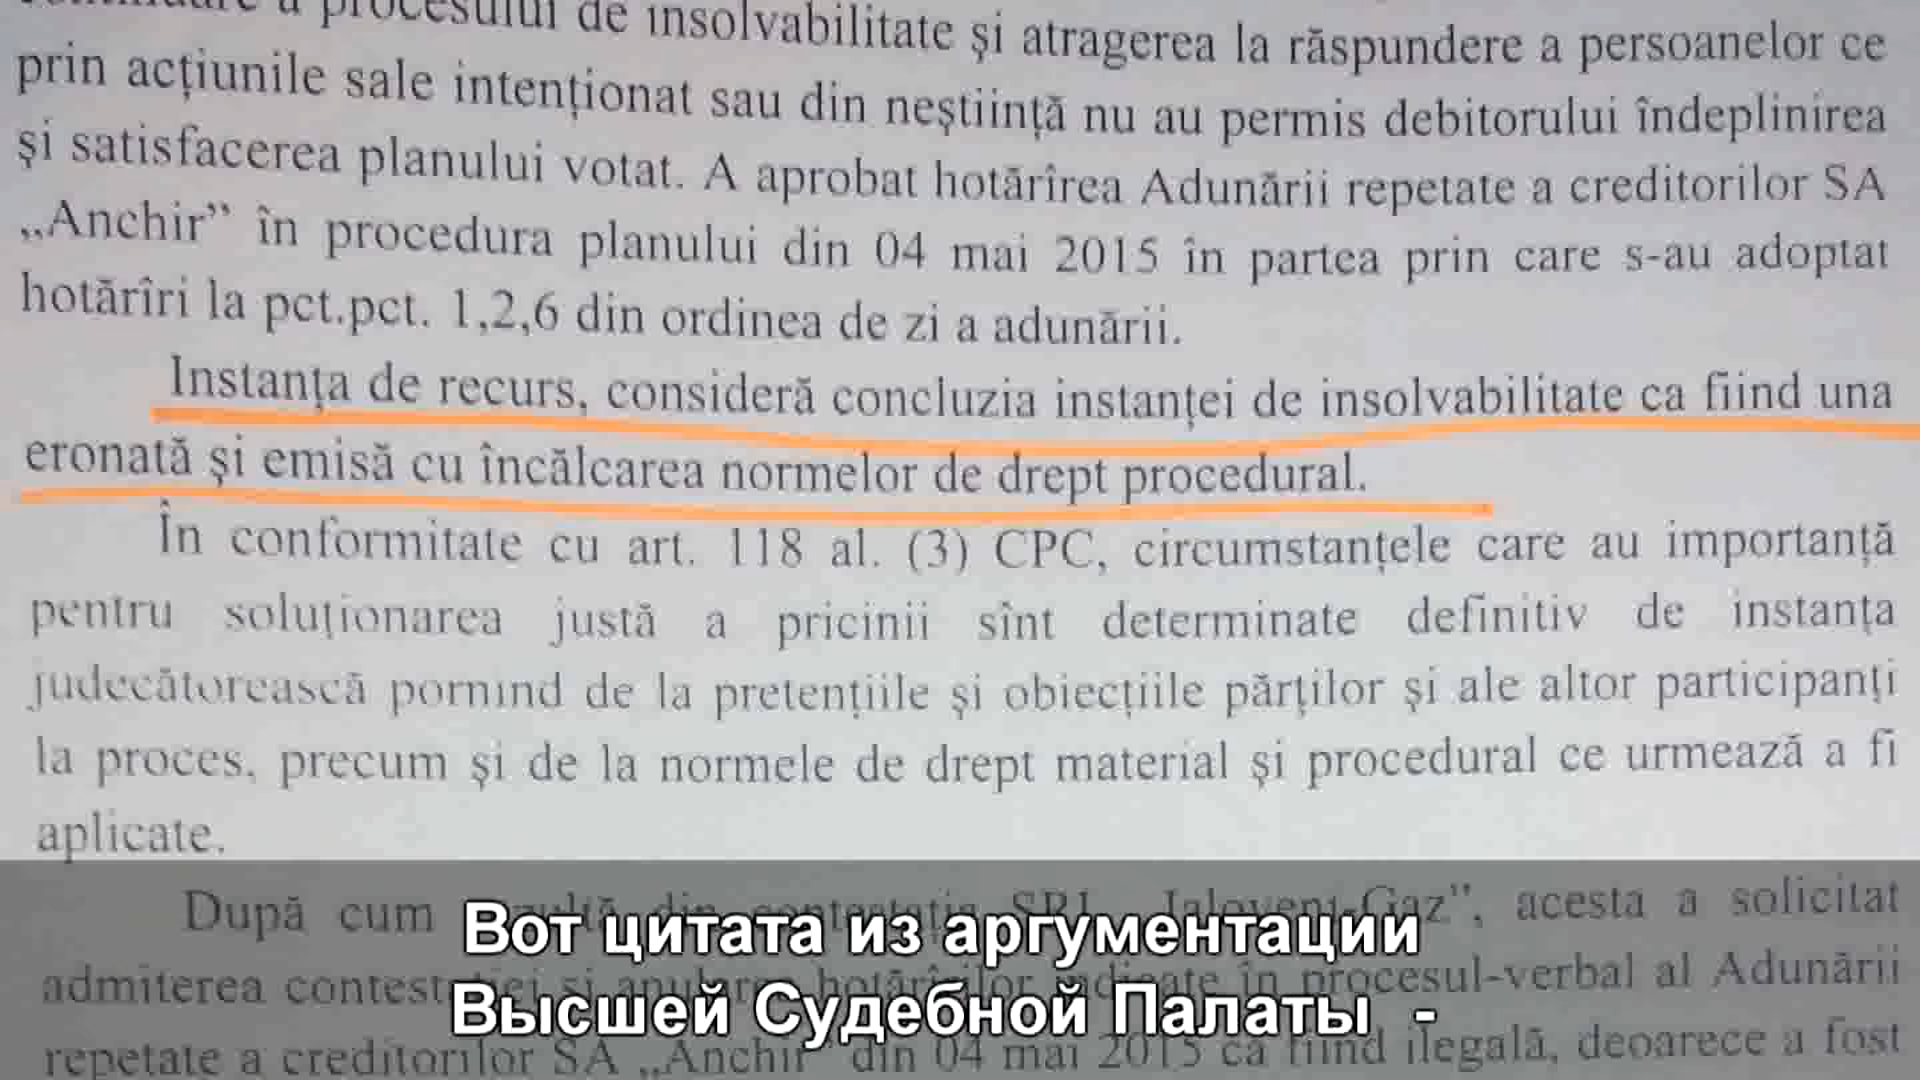 a procesului de insolvabilitate şi atragerea la răspundere a persoanelor ce
prin acţiunile sale intenţionat sau din neştiinţă nu au permis debitorului îndeplinirea
şi satisfacerea planului votat. A aprobat hotărîrea Adunării repetate a creditorilor SA
„Anchir” în procedura planului din 04 mai 2015 în partea prin care s-au adoptat
hotărîri la pct.pct. 1,2,6 din ordinea de zi a adunării.
Instanţa de recurs, consideră concluzia instanţei de insolvabilitate ca fiind una
eronată şi emisă cu încălcarea normelor de drept procedural.
În conformitate cu art. 118 al. (3) CPC, circumstanţele care au importanţă
pentru soluţionarea justă a pricinii sînt determinate definitiv de instanţa
judecătorească pornind de la pretenţiile şi obiecţiile părţilor şi ale altor participanţi
la proces, precum şi de la normele de drept material şi procedural ce urmează a fi
aplicate.
După cum din SRL Ialoveni-Gaz”, acesta a solicitat
Вот цитата из аргументации
admiterea şi anularea hotărîrilor în procesul-verbal al Adunării
Высшей Судебной Палаты -
repetate a creditorilor SA „Anchir” din 04 mai 2015 ca fiind ilegală, deoarece a fost